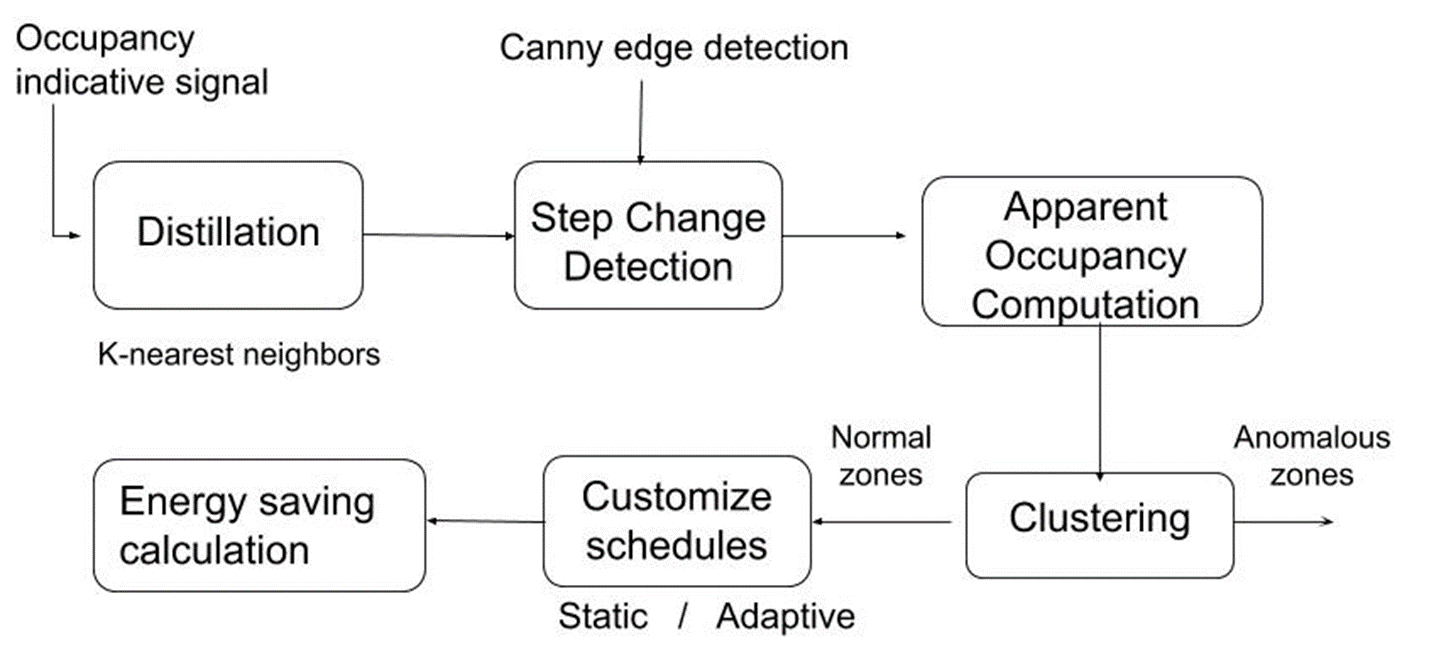 Occupancy
indicative signal
Canny edge detection
Distillation
Step Change
Detection
Apparent
Occupancy
Computation
K-nearest neighbors
Normal
zones
Anomalous
zones
Energy saving
calculation
Customize
schedules
Clustering
Static / Adaptive